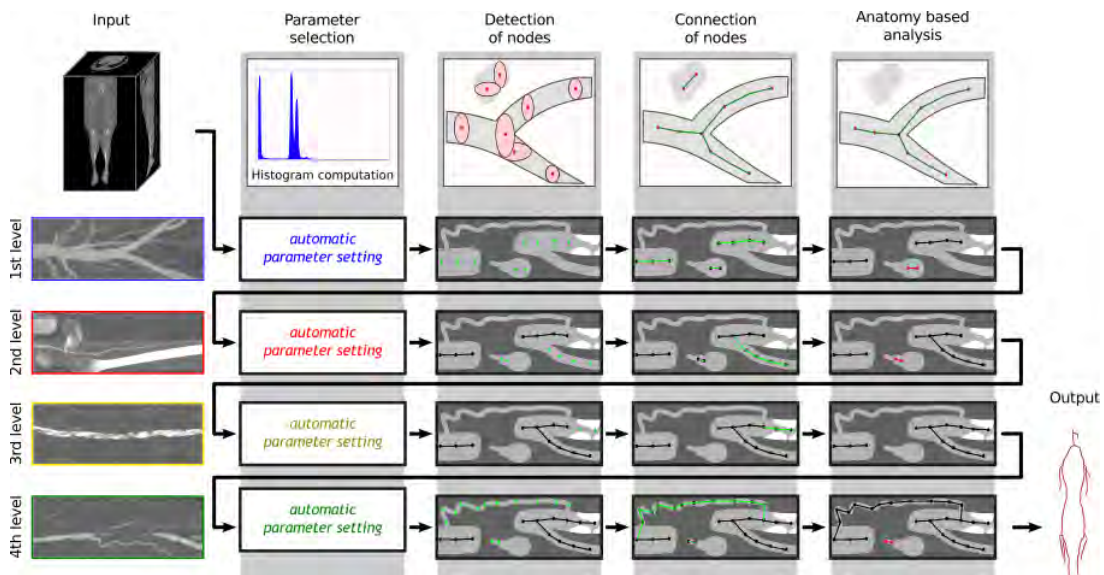 Input
Parameter
selection
Detection
of nodes
Connection
of nodes
Anatomy based
analysis
Histogram computation
1st level
automatic
parameter setting
2nd level
automatic
parameter setting
3rd level
automatic
parameter setting
Output
4th level
automatic
parameter setting